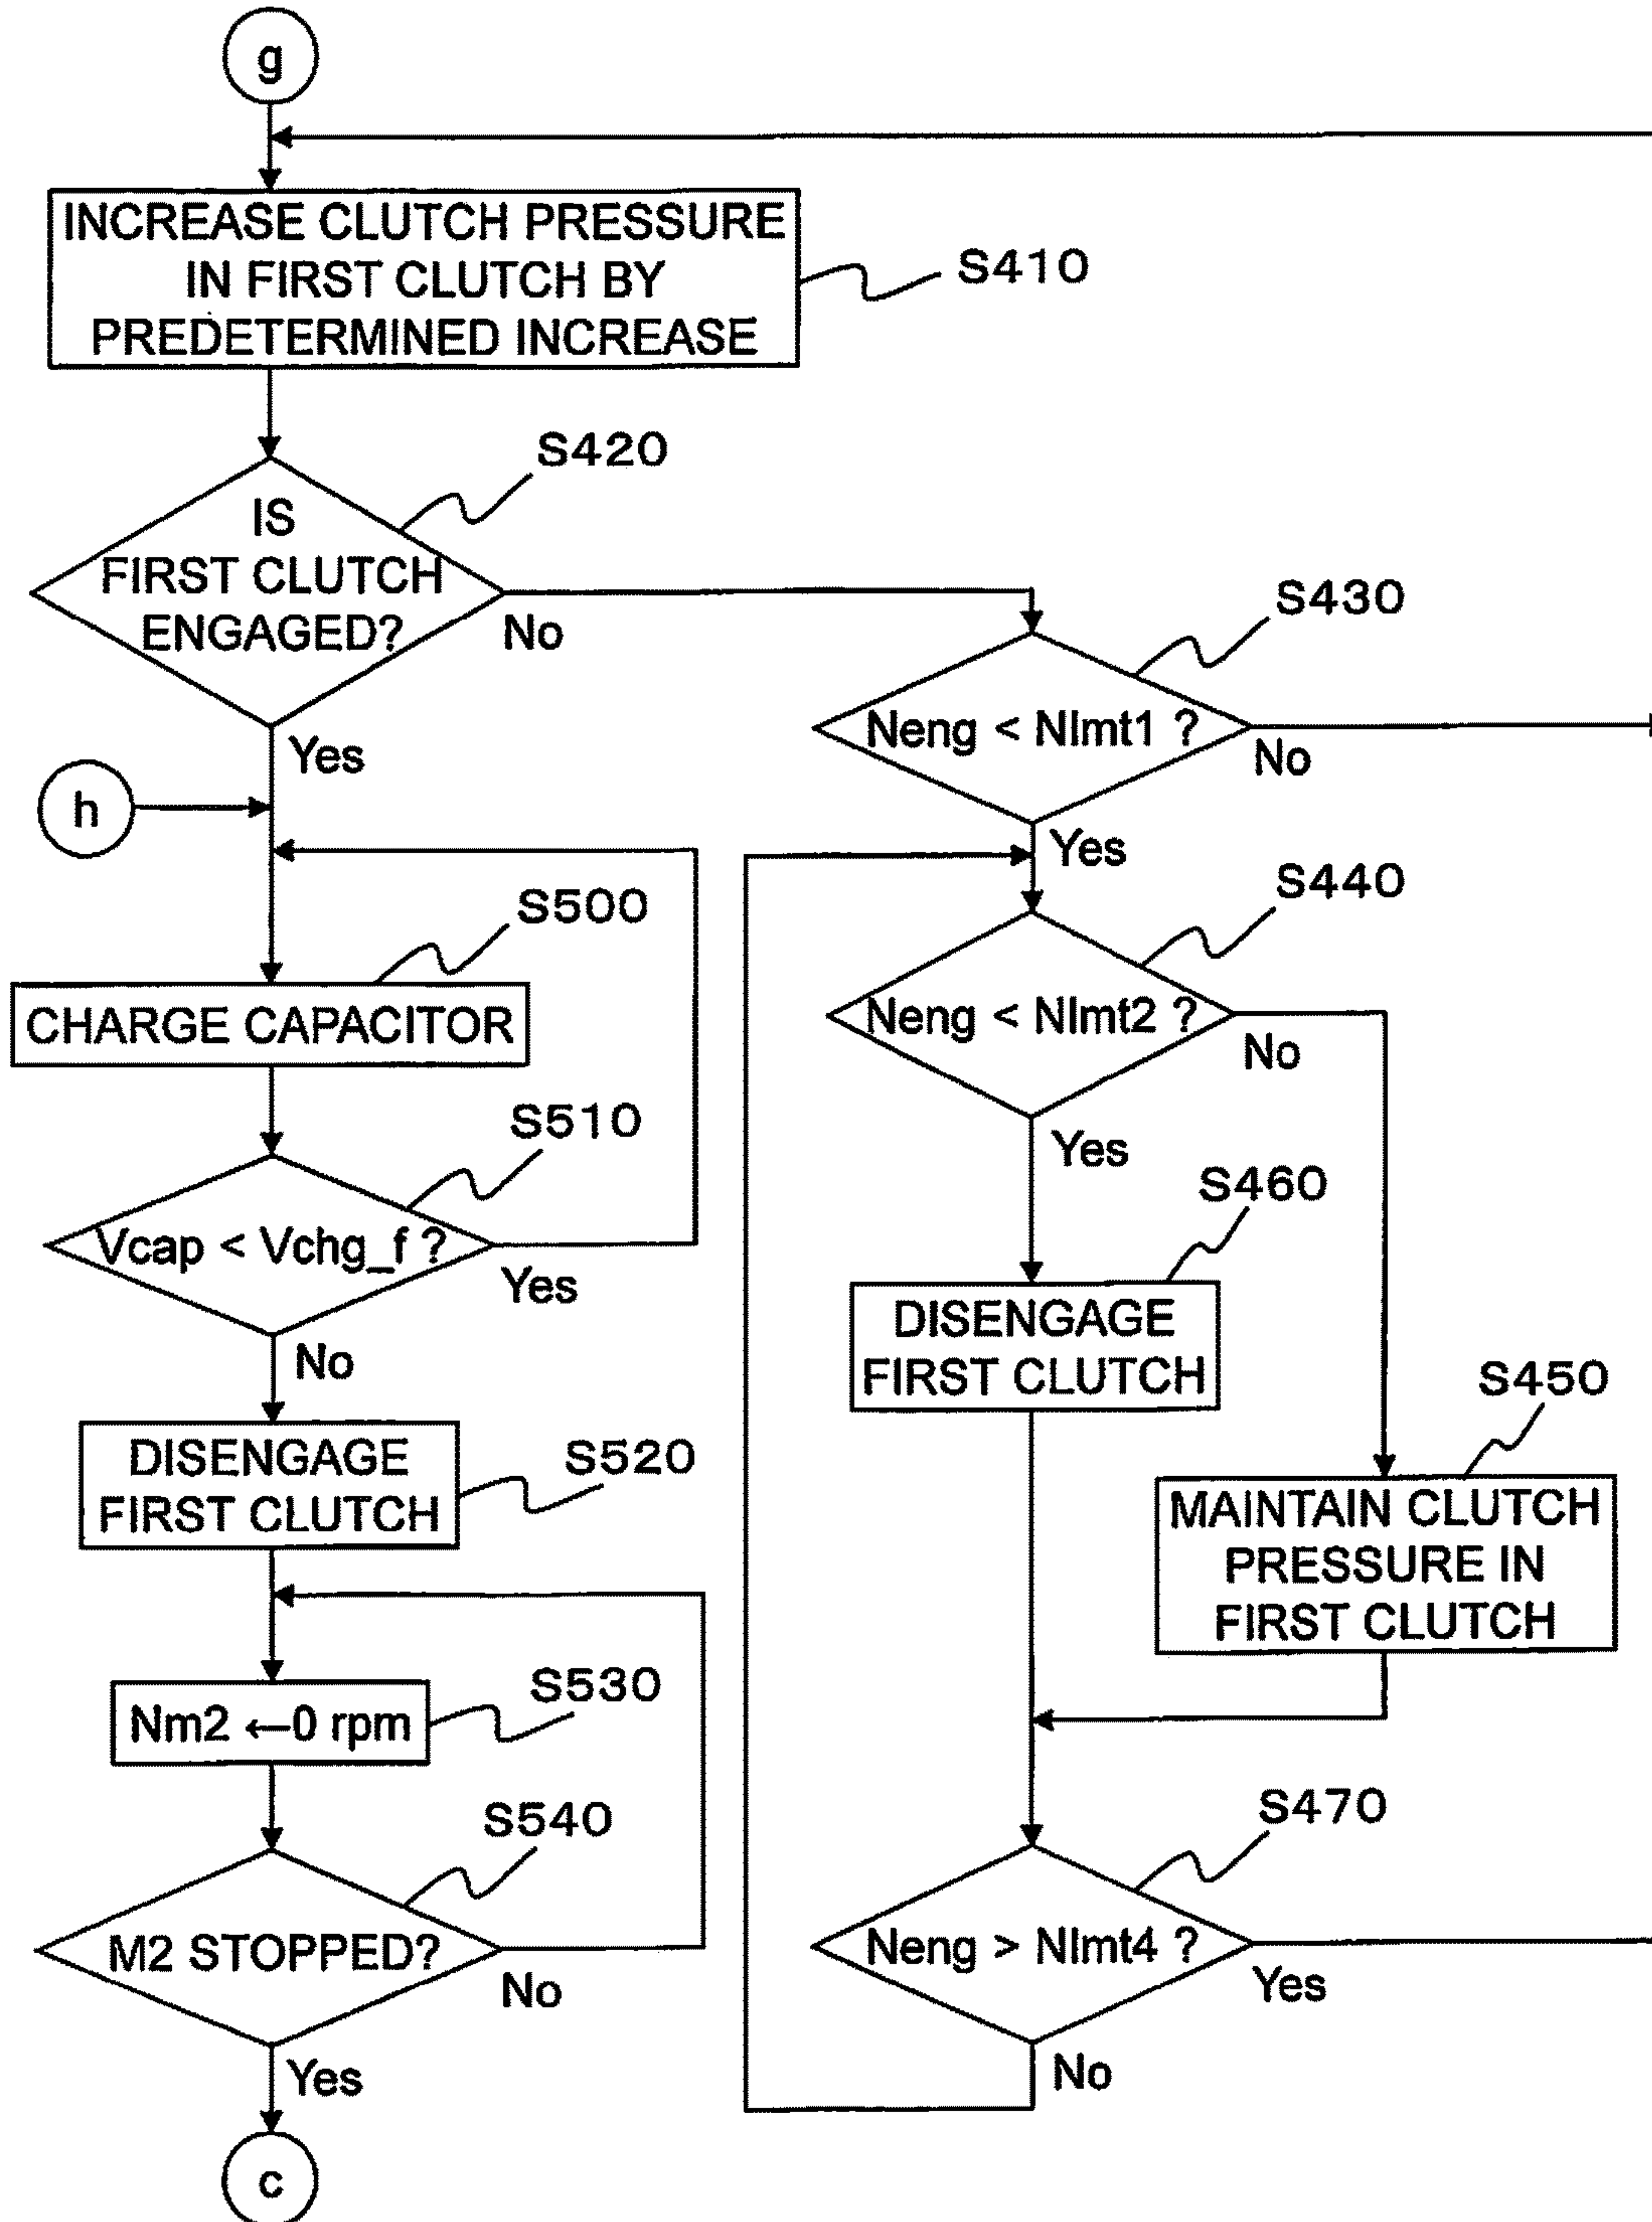 g
INCREASE CLUTCH PRESSURE
IN FIRST CLUTCH BY
PREDETERMINED INCREASE
S410
S420
IS
FIRST CLUTCH
ENGAGED?
No
Yes
S430
Neng < Nlmt1 ?
No
Yes
h
S440
Neng < Nlmt2 ?
No
Yes
S500
CHARGE CAPACITOR
S510
Vcap < Vchg_f ?
Yes
No
S460
DISENGAGE
FIRST CLUTCH
S450
MAINTAIN CLUTCH
PRESSURE IN
FIRST CLUTCH
DISENGAGE
FIRST CLUTCH
S520
Nm2 ←0 rpm
S530
S540
M2 STOPPED?
No
Yes
S470
Neng > Nlmt4 ?
Yes
No
c